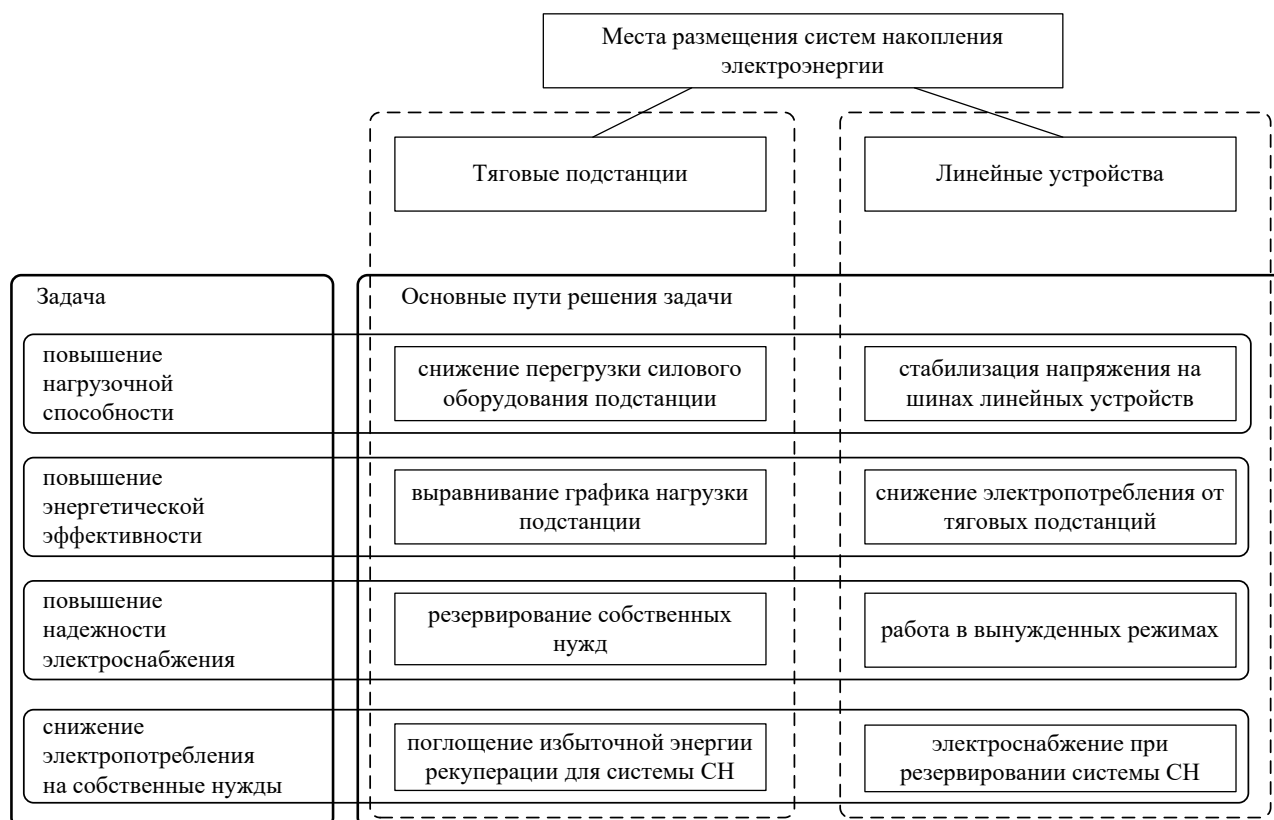 Места размещения систем накопления
электроэнергии
Тяговые подстанции
Линейные устройства
Задача
Основные пути решения задачи
повышение
нагрузочной
способности
снижение перегрузки силового
оборудования подстанции
стабилизация напряжения на
шинах линейных устройств
повышение
энергетической
эффективности
выравнивание графика нагрузки
подстанции
снижение электропотребления от
тяговых подстанций
повышение
надежности
электроснабжения
резервирование собственных
нужд
работа в вынужденных режимах
снижение
электропотребления
на собственные нужды
поглощение избыточной энергии
рекуперации для системы СН
электроснабжение при
резервировании системы СН